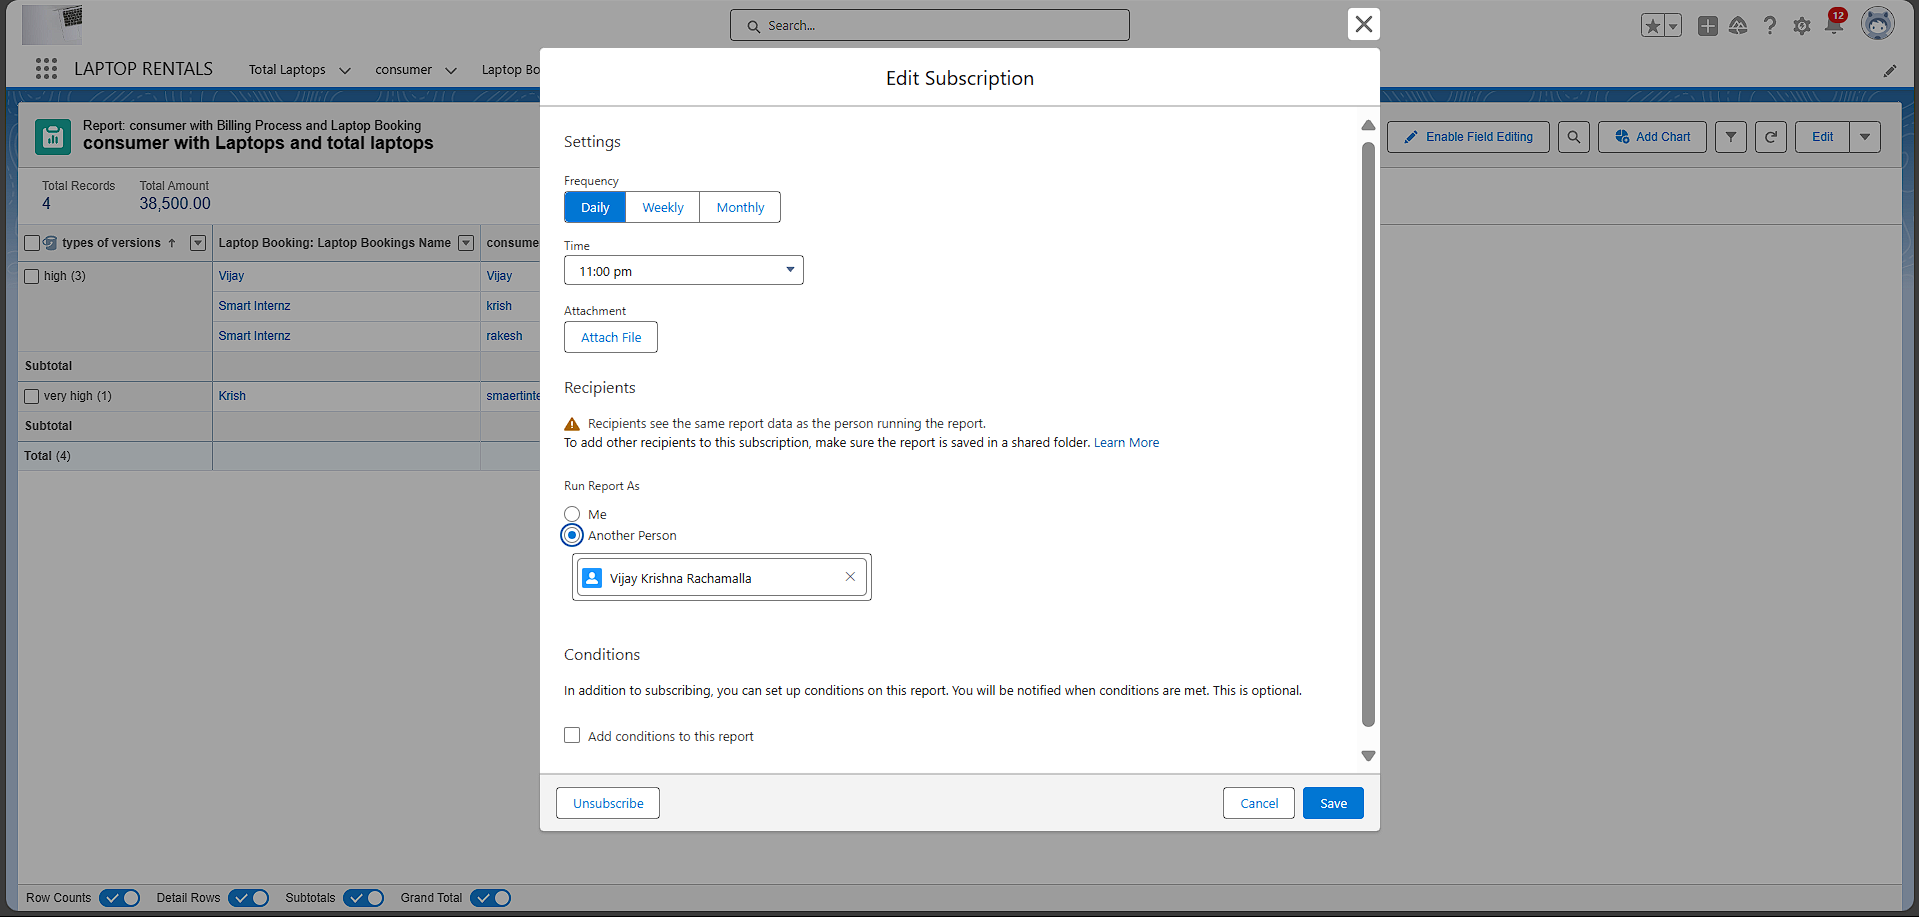 Search...
12
LAPTOP RENTALS
Total Laptops
consumer
Laptop Bo
Edit Subscription
Report: consumer with Billing Process and Laptop Booking
consumer with Laptops and total laptops
Enable Field Editing
Add Chart
Edit
Total Records
4
Total Amount
38,500.00
types of versions ↑
Laptop Booking: Laptop Bookings Name
consume
high (3)
Vijay
Vijay
Smart Internz
krish
Smart Internz
rakesh
Subtotal
very high (1)
Krish
smaertinte
Subtotal
Total (4)
Settings
Frequency
Daily
Weekly
Monthly
Time
11:00 pm
Attachment
Attach File
Recipients
Recipients see the same report data as the person running the report.
To add other recipients to this subscription, make sure the report is saved in a shared folder. Learn More
Run Report As
Me
Another Person
Vijay Krishna Rachamalla
Conditions
In addition to subscribing, you can set up conditions on this report. You will be notified when conditions are met. This is optional.
Add conditions to this report
Unsubscribe
Cancel
Save
Row Counts
Detail Rows
Subtotals
Grand Total